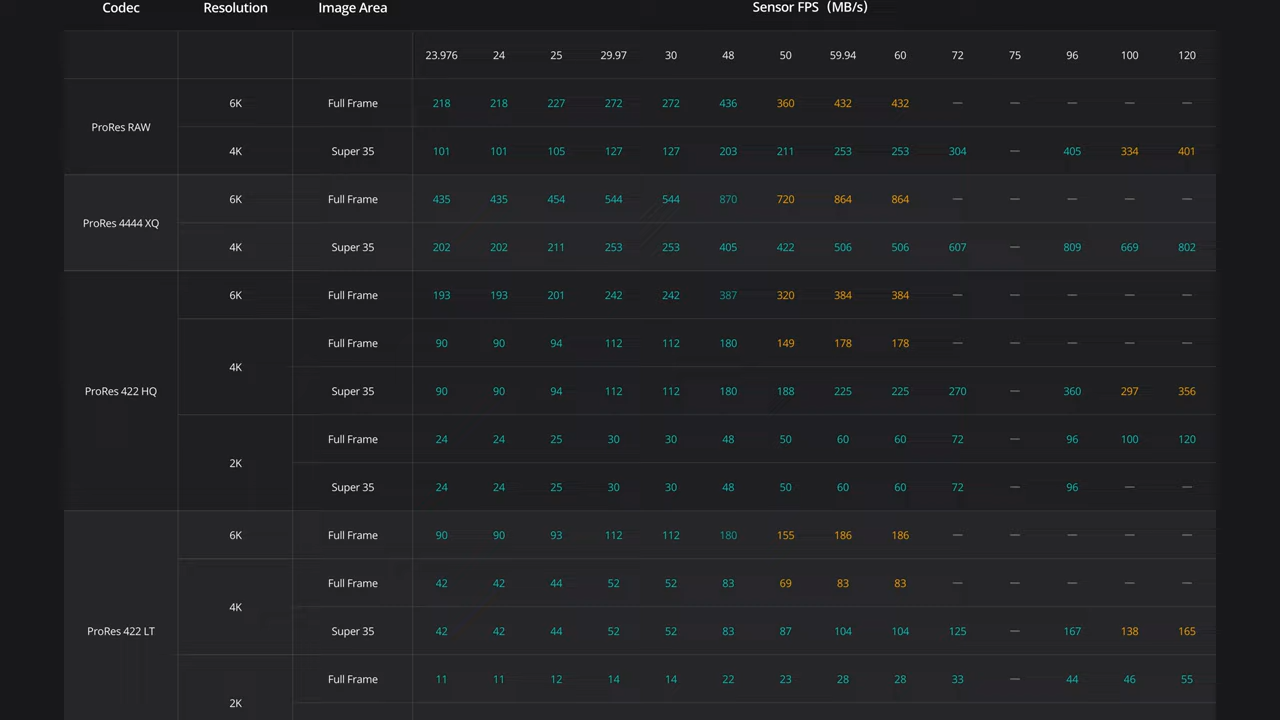 Codec Resolution Image Area Sensor FPS（MB/s）
23.976 24 25 29.97 30 48 50 59.94 60 72 75 96 100 120
ProRes RAW
6K Full Frame 218 218 227 272 272 436 360 432 432 — — — — —
4K Super 35 101 101 105 127 127 203 211 253 253 304 — 405 334 401
ProRes 4444 XQ
6K Full Frame 435 435 454 544 544 870 720 864 864 — — — — —
4K Super 35 202 202 211 253 253 405 422 506 506 607 — 809 669 802
ProRes 422 HQ
6K Full Frame 193 193 201 242 242 387 320 384 384 — — — — —
4K
Full Frame 90 90 94 112 112 180 149 178 178 — — — — —
Super 35 90 90 94 112 112 180 188 225 225 270 — 360 297 356
2K
Full Frame 24 24 25 30 30 48 50 60 60 72 — 96 100 120
Super 35 24 24 25 30 30 48 50 60 60 72 — 96 — —
ProRes 422 LT
6K Full Frame 90 90 93 112 112 180 155 186 186 — — — — —
4K
Full Frame 42 42 44 52 52 83 69 83 83 — — — — —
Super 35 42 42 44 52 52 83 87 104 104 125 — 167 138 165
2K
Full Frame 11 11 12 14 14 22 23 28 28 33 — 44 46 55